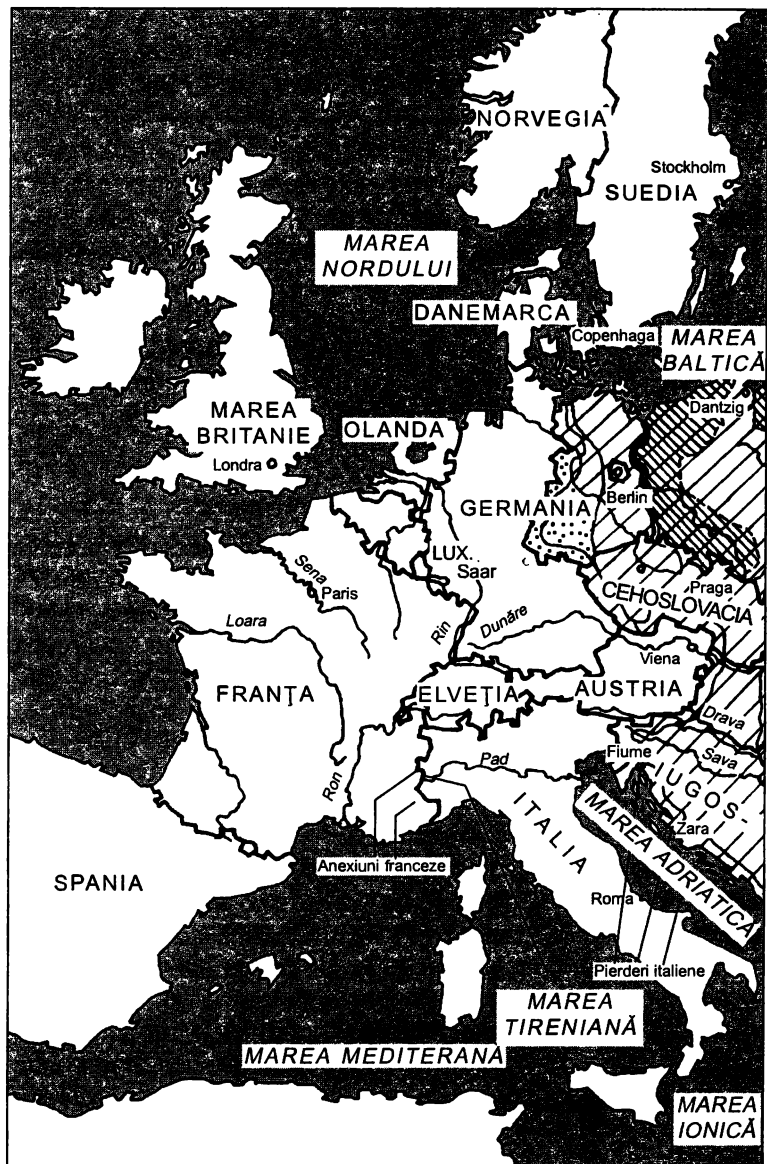 NORVEGIA
Stockholm
SUEDIA
MAREA
NORDULUI
DANEMARCA
Copenhaga
MAREA
BALTICĂ
Dantzig
MAREA
BRITANIE
OLANDA
Londra
Berlin
GERMANIA
LUX.
Saar
Sena
Paris
Praga
CEHOSLOVACIA
Loara
Rin
Dunăre
Viena
FRANŢA
ELVEŢIA
AUSTRIA
Drava
Fiume
Sava
Pad
Ron
IUGOS-
ITALIA
Zara
MAREA ADRIATICA
Anexiuni franceze
SPANIA
Roma
Pierderi italiene
MAREA
TIRENIANĂ
MAREA MEDITERANĂ
MAREA
IONICĂ